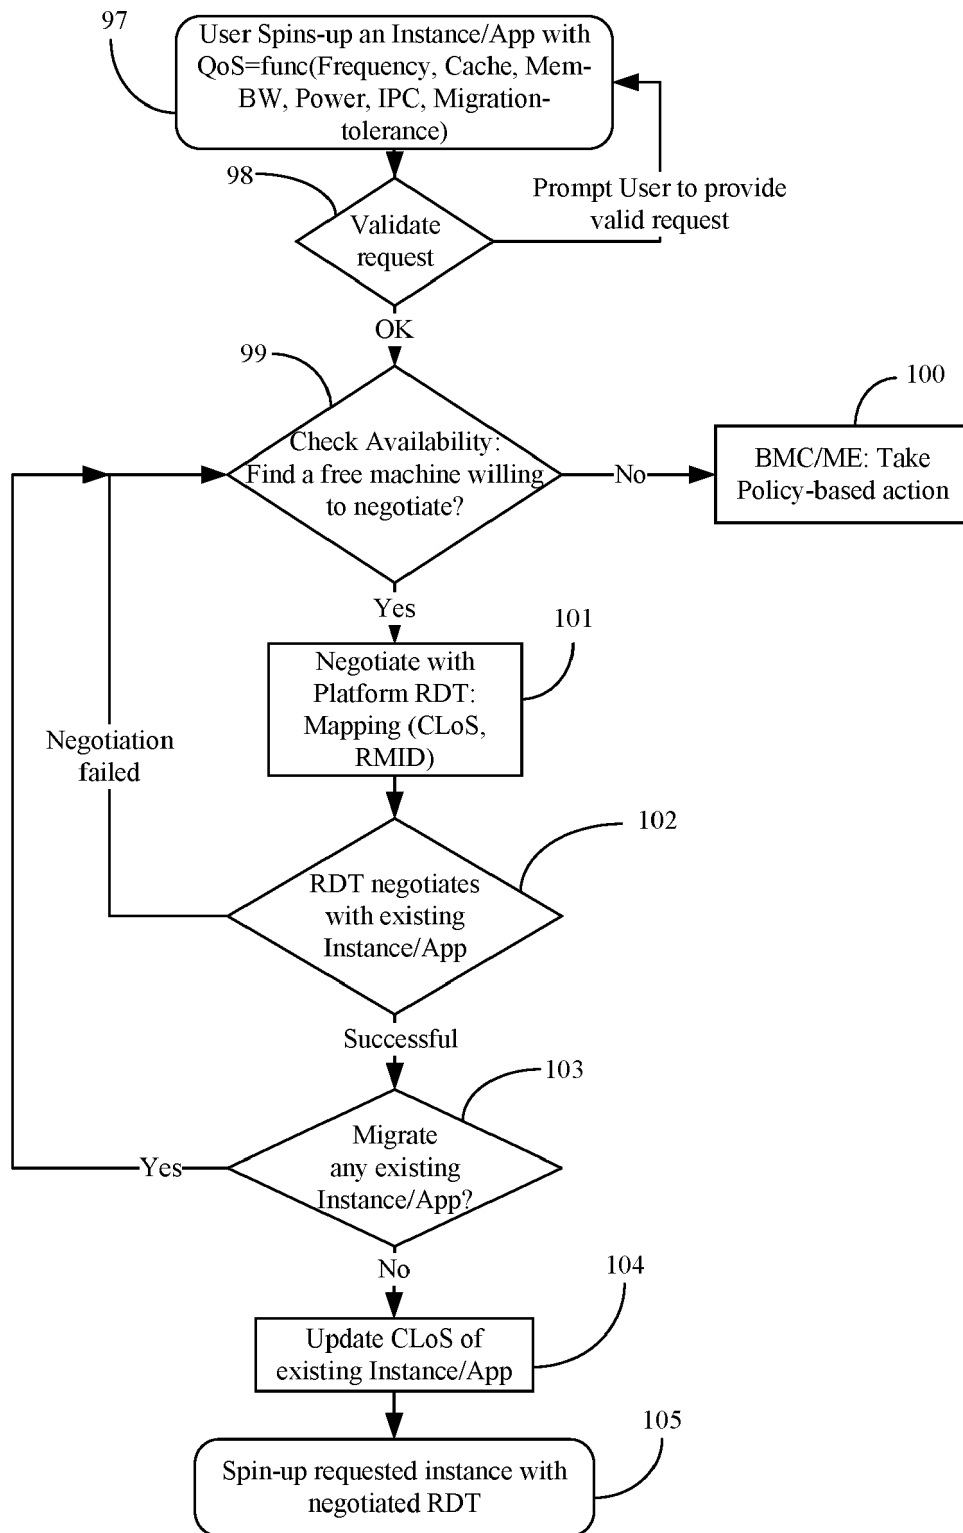 97
User Spins-up an Instance/App with
QoS=func(Frequency, Cache, Mem-
BW, Power, IPC, Migration-
tolerance)
98
Validate
request
Prompt User to provide
valid request
OK
99
Check Availability:
Find a free machine willing
to negotiate?
No
100
BMC/ME: Take
Policy-based action
Yes
101
Negotiate with
Platform RDT:
Mapping (CLoS,
RMID)
Negotiation
failed
102
RDT negotiates
with existing
Instance/App
Successful
103
Migrate
any existing
Instance/App?
Yes
No
104
Update CLoS of
existing Instance/App
105
Spin-up requested instance with
negotiated RDT